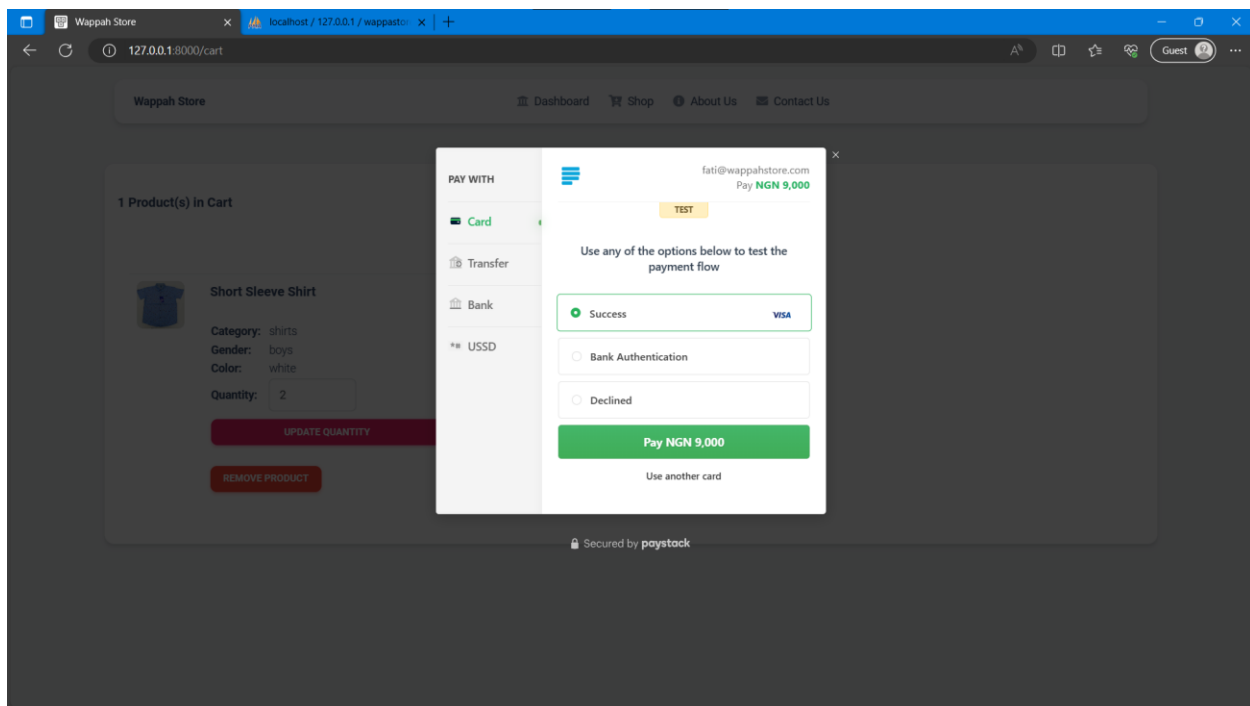 Wappah Store
localhost / 127.0.0.1 / wappastor
127.0.0.1:8000/cart
Guest
Wappah Store
Dashboard
Shop
About Us
Contact Us
1 Product(s) in Cart
Short Sleeve Shirt
Category: shirts
Gender: boys
Color: white
Quantity: 2
UPDATE QUANTITY
REMOVE PRODUCT
PAY WITH
Card
Transfer
Bank
*# USSD
fati@wappahstore.com
Pay NGN 9,000
TEST
Use any of the options below to test the
payment flow
Success VISA
Bank Authentication
Declined
Pay NGN 9,000
Use another card
Secured by paystack